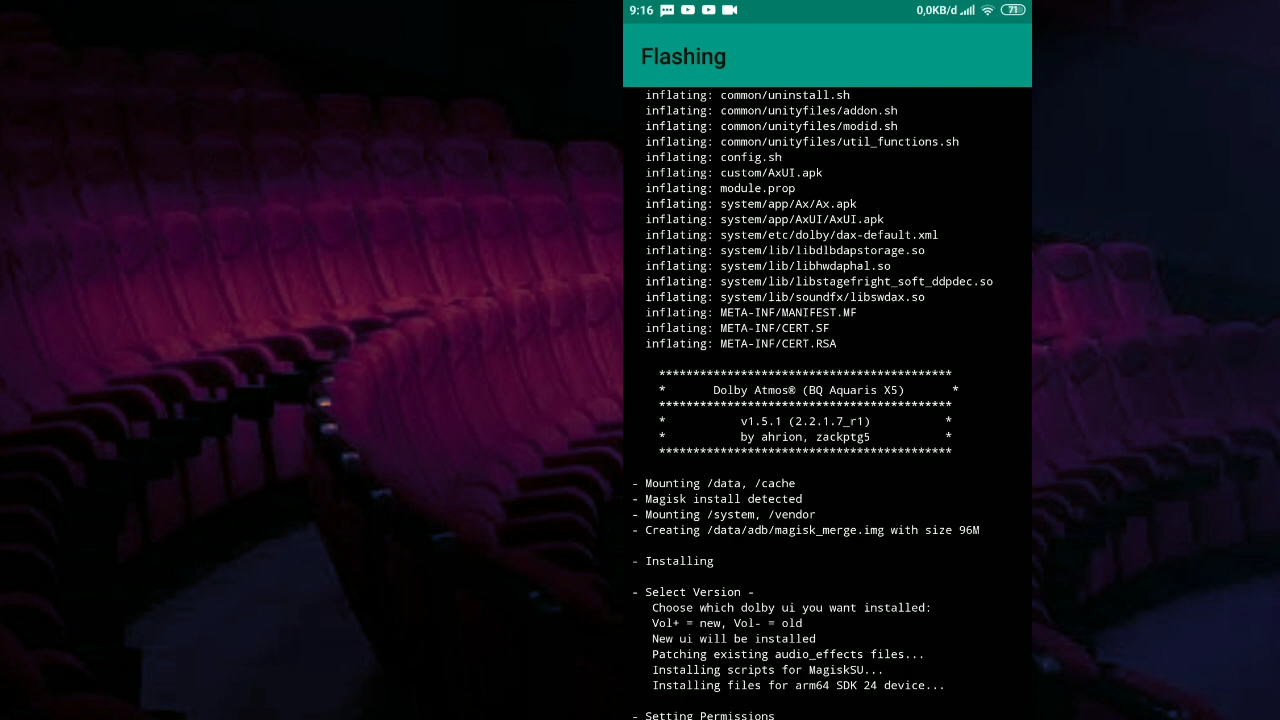 9:16
0,0KB/d
71
Flashing
inflating: common/uninstall.sh
inflating: common/unityfiles/addon.sh
inflating: common/unityfiles/modid.sh
inflating: common/unityfiles/util_functions.sh
inflating: config.sh
inflating: custom/AxUI.apk
inflating: module.prop
inflating: system/app/Ax/Ax.apk
inflating: system/app/AxUI/AxUI.apk
inflating: system/etc/dolby/dax-default.xml
inflating: system/lib/libdlbdapstorage.so
inflating: system/lib/libhwdaphal.so
inflating: system/lib/libstagefright_soft_ddpdec.so
inflating: system/lib/soundfx/libswdax.so
inflating: META-INF/MANIFEST.MF
inflating: META-INF/CERT.SF
inflating: META-INF/CERT.RSA
*******************************************
* Dolby Atmos® (BQ Aquaris X5) *
*******************************************
* v1.5.1 (2.2.1.7_r1) *
* by ahrion, zackptg5 *
*******************************************
- Mounting /data, /cache
- Magisk install detected
- Mounting /system, /vendor
- Creating /data/adb/magisk_merge.img with size 96M
- Installing
- Select Version -
Choose which dolby ui you want installed:
Vol+ = new, Vol- = old
New ui will be installed
Patching existing audio_effects files...
Installing scripts for MagiskSU...
Installing files for arm64 SDK 24 device...
- Setting Permissions